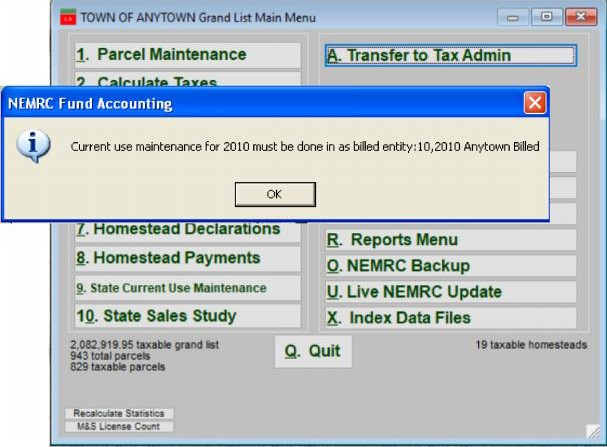 TOWN OF ANYTOWN Grand List Main Menu
1. Parcel Maintenance
A. Transfer to Tax Admin
2. Calculate Taxes
NEMRC Fund Accounting
Current use maintenance for 2010 must be done in as billed entity:10,2010 Anytown Billed
OK
7. Homestead Declarations
8. Homestead Payments
9. State Current Use Maintenance
10. State Sales Study
R. Reports Menu
O. NEMRC Backup
U. Live NEMRC Update
X. Index Data Files
2,082,919.95 taxable grand list
943 total parcels
829 taxable parcels
Q. Quit
19 taxable homesteads
Recalculate Statistics
M&S License Count